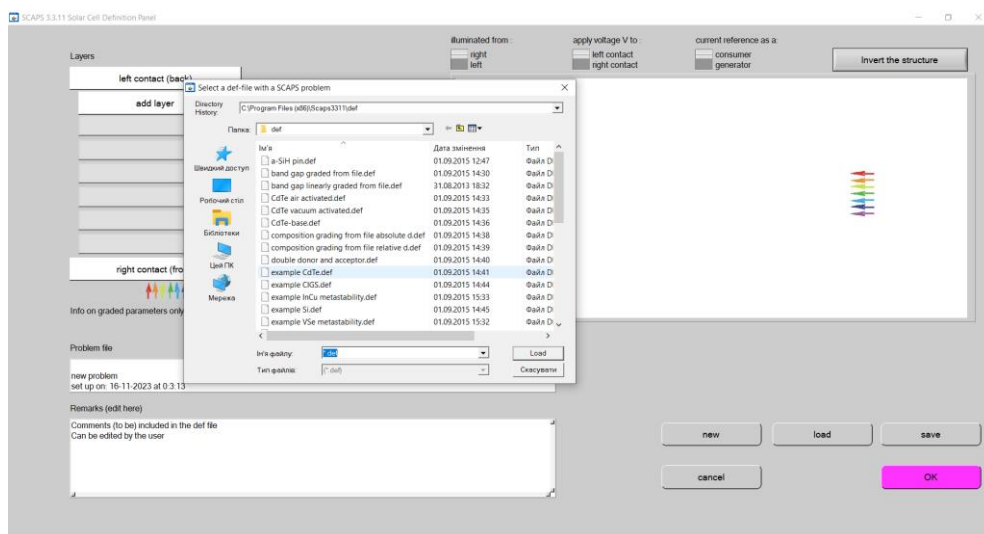 SCAPS 3.3.11 Solar Cell Definition Panel
illuminated from :
apply voltage V to :
current reference as a:
Layers
right
left
left contact
right contact
consumer
generator
Invert the structure
left contact (back)
add layer
right contact (fro
Info on graded parameters only
Select a def-file with a SCAPS problem
Directory History:
C:\Program Files (x86)\Scaps3311\def
Папка:
def
Швидкий доступ
Робочий стіл
Бібліотеки
Цей ПК
Мережа
Ім'я Дата змінення Тип
a-SiH pin.def 01.09.2015 12:47 Файл D
band gap graded from file.def 01.09.2015 14:30 Файл D
band gap linearly graded from file.def 31.08.2013 18:32 Файл D
CdTe air activated.def 01.09.2015 14:33 Файл D
CdTe vacuum activated.def 01.09.2015 14:35 Файл D
CdTe-base.def 01.09.2015 14:36 Файл D
composition grading from file absolute d.def 01.09.2015 14:38 Файл D
composition grading from file relative d.def 01.09.2015 14:39 Файл D
double donor and acceptor.def 01.09.2015 14:40 Файл D
example CdTe.def 01.09.2015 14:41 Файл D
example CIGS.def 01.09.2015 14:44 Файл D
example InCu metastability.def 01.09.2015 15:33 Файл D
example Si.def 01.09.2015 14:45 Файл D
example VSe metastability.def 01.09.2015 15:32 Файл D
Ім'я файлу: *.def Load
Тип файлів: (*.def) Скасувати
Problem file
new problem
set up on: 16-11-2023 at 0:3:13
Remarks (edit here)
Comments (to be) included in the def file
Can be edited by the user
new
load
save
cancel
OK